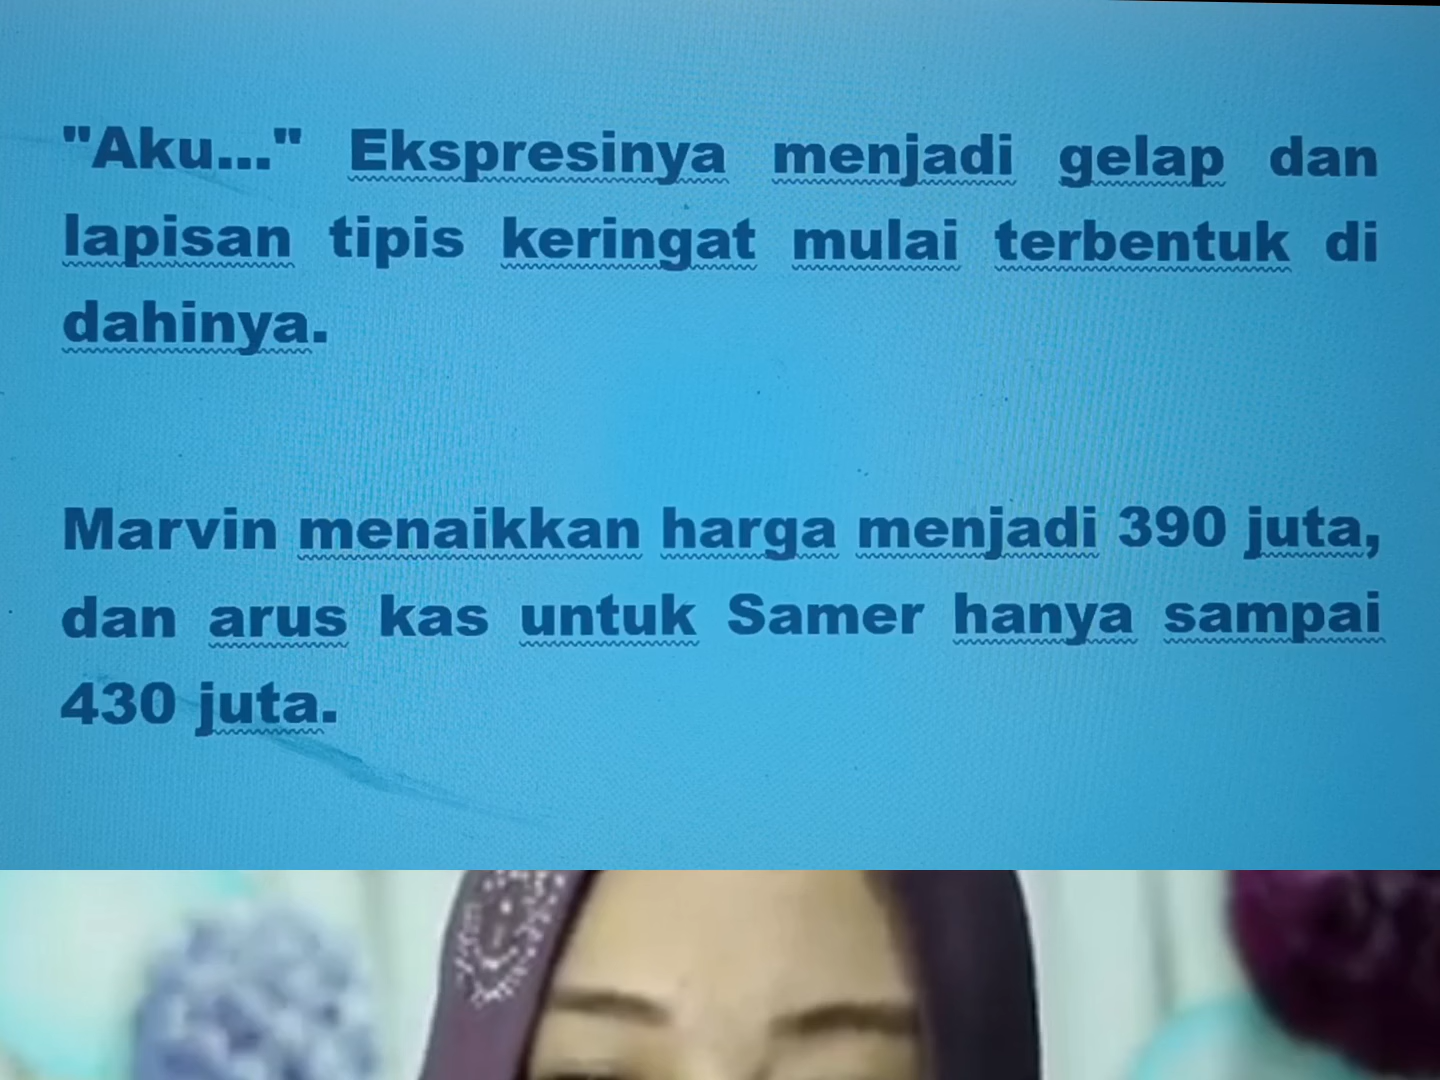 "Aku..." Ekspresinya menjadi gelap dan
lapisan tipis keringat mulai terbentuk di
dahinya.
Marvin menaikkan harga menjadi 390 juta,
dan arus kas untuk Samer hanya sampai
430 juta.